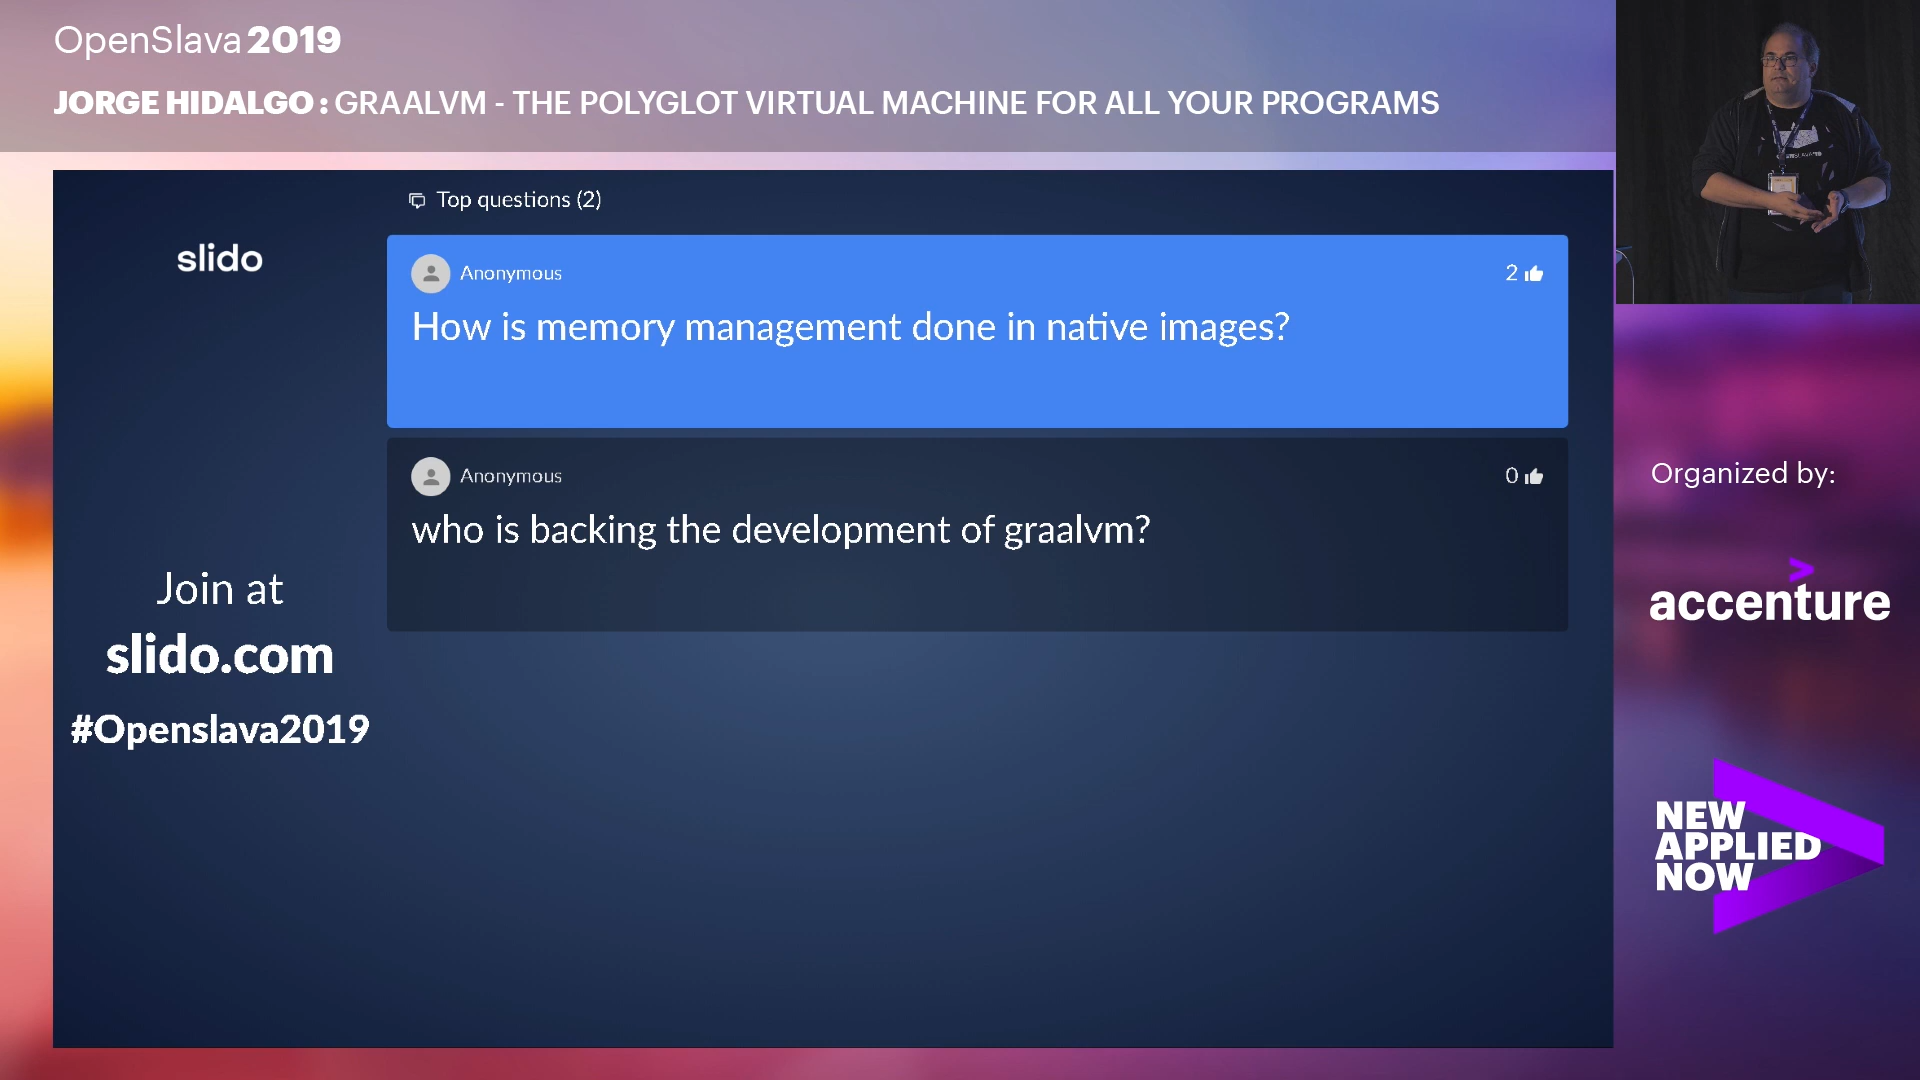 OpenSlava 2019
JORGE HIDALGO : GRAALVM - THE POLYGLOT VIRTUAL MACHINE FOR ALL YOUR PROGRAMS
Top questions (2)
slido
Anonymous
2
How is memory management done in native images?
Anonymous
0
who is backing the development of graalvm?
Join at
slido.com
#Openslava2019
Organized by:
>
accenture
NEW
APPLIED
NOW